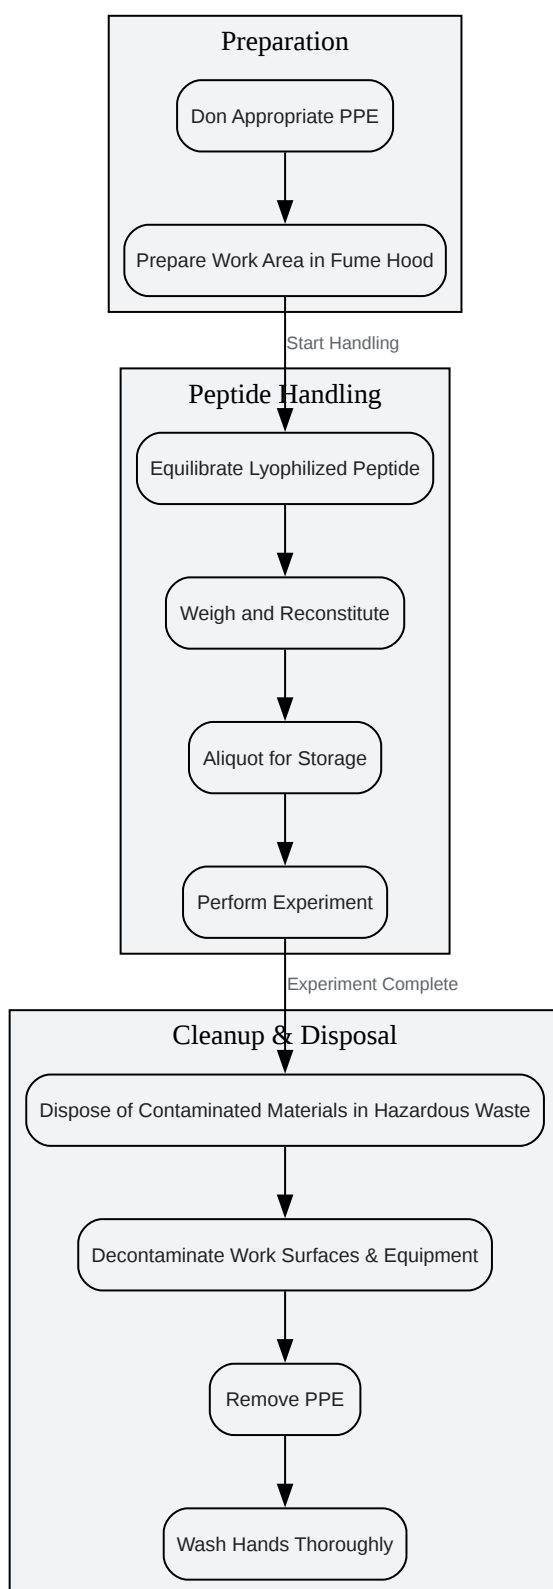 Preparation
Don Appropriate PPE
Prepare Work Area in Fume Hood
Start Handling
Peptide Handling
Equilibrate Lyophilized Peptide
Weigh and Reconstitute
Aliquot for Storage
Perform Experiment
Experiment Complete
Cleanup & Disposal
Dispose of Contaminated Materials in Hazardous Waste
Decontaminate Work Surfaces & Equipment
Remove PPE
Wash Hands Thoroughly